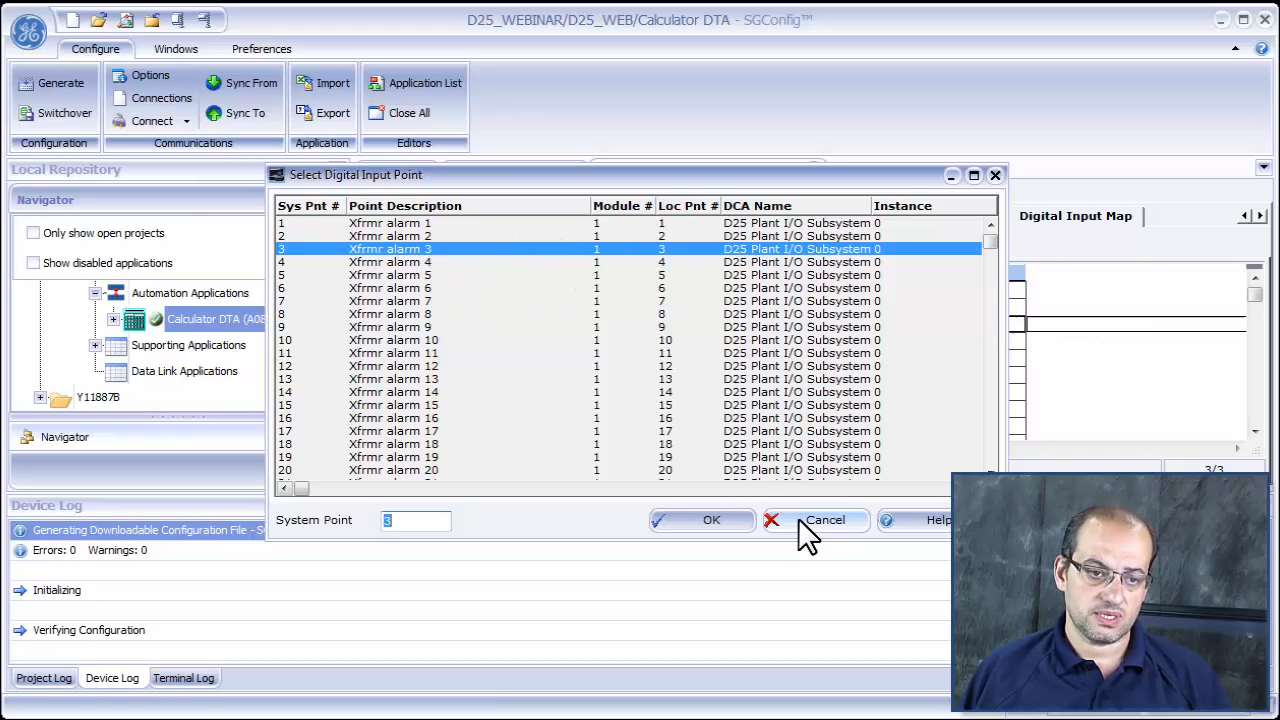 D25_WEBINAR/D25_WEB/Calculator DTA - SGConfig™
Configure Windows Preferences
Generate
Switchover
Configuration
Options
Connections
Connect
Sync From
Sync To
Communications
Import
Export
Application
Application List
Close All
Editors
Local Repository
Navigator
Only show open projects
Show disabled applications
Automation Applications
Calculator DTA (A08
Supporting Applications
Data Link Applications
Y11887B
Navigator
Select Digital Input Point
Sys Pnt # Point Description Module # Loc Pnt # DCA Name Instance
1 Xfrmr alarm 1 1 1 D25 Plant I/O Subsystem 0
2 Xfrmr alarm 2 1 2 D25 Plant I/O Subsystem 0
3 Xfrmr alarm 3 1 3 D25 Plant I/O Subsystem 0
4 Xfrmr alarm 4 1 4 D25 Plant I/O Subsystem 0
5 Xfrmr alarm 5 1 5 D25 Plant I/O Subsystem 0
6 Xfrmr alarm 6 1 6 D25 Plant I/O Subsystem 0
7 Xfrmr alarm 7 1 7 D25 Plant I/O Subsystem 0
8 Xfrmr alarm 8 1 8 D25 Plant I/O Subsystem 0
9 Xfrmr alarm 9 1 9 D25 Plant I/O Subsystem 0
10 Xfrmr alarm 10 1 10 D25 Plant I/O Subsystem 0
11 Xfrmr alarm 11 1 11 D25 Plant I/O Subsystem 0
12 Xfrmr alarm 12 1 12 D25 Plant I/O Subsystem 0
13 Xfrmr alarm 13 1 13 D25 Plant I/O Subsystem 0
14 Xfrmr alarm 14 1 14 D25 Plant I/O Subsystem 0
15 Xfrmr alarm 15 1 15 D25 Plant I/O Subsystem 0
16 Xfrmr alarm 16 1 16 D25 Plant I/O Subsystem 0
17 Xfrmr alarm 17 1 17 D25 Plant I/O Subsystem 0
18 Xfrmr alarm 18 1 18 D25 Plant I/O Subsystem 0
19 Xfrmr alarm 19 1 19 D25 Plant I/O Subsystem 0
20 Xfrmr alarm 20 1 20 D25 Plant I/O Subsystem 0
System Point 3 OK Cancel Help
Digital Input Map
3/3
Device Log
Generating Downloadable Configuration File - S
Errors: 0 Warnings: 0
Initializing
Verifying Configuration
Project Log Device Log Terminal Log